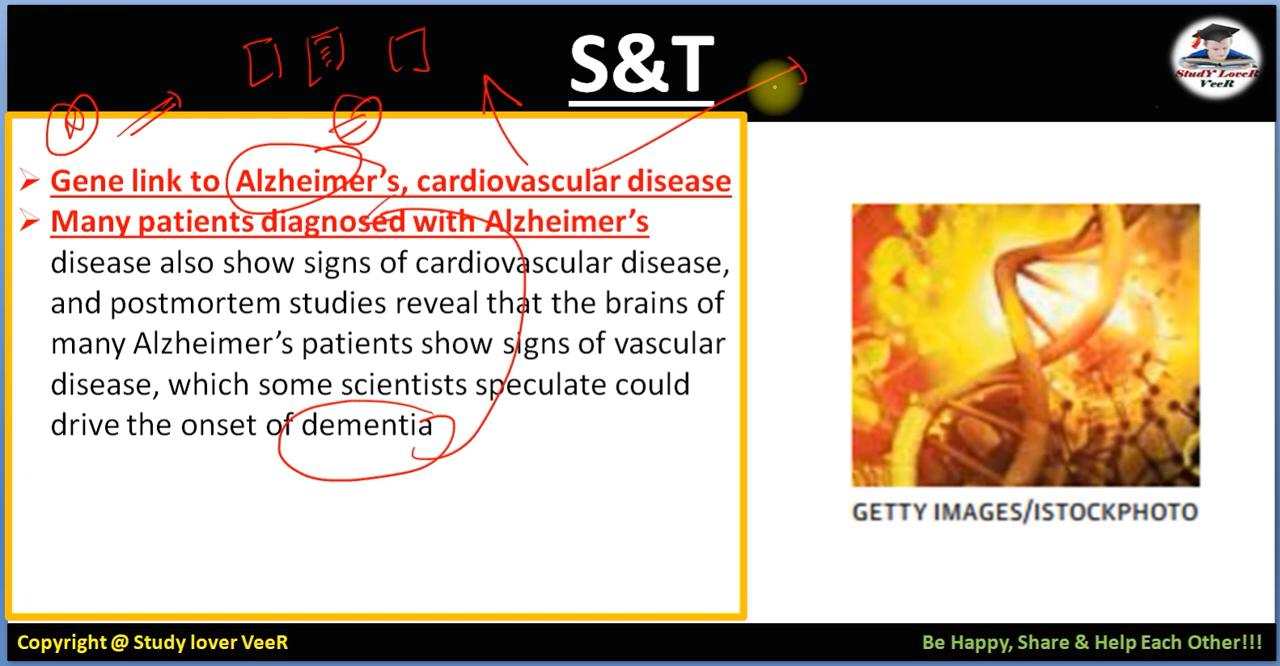 S&T
StudY LoveR
VeeR
Gene link to Alzheimer’s, cardiovascular disease
Many patients diagnosed with Alzheimer’s
disease also show signs of cardiovascular disease,
and postmortem studies reveal that the brains of
many Alzheimer’s patients show signs of vascular
disease, which some scientists speculate could
drive the onset of dementia
GETTY IMAGES/ISTOCKPHOTO
Copyright @ Study lover VeeR
Be Happy, Share & Help Each Other!!!